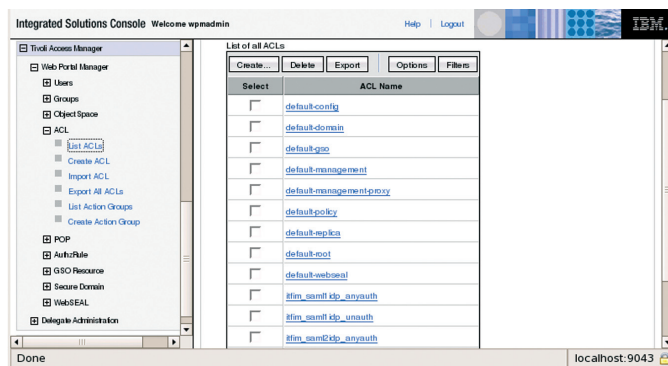 Integrated Solutions Console Welcome wpmadmin
Help
Logout
IBM.
Tivoli Access Manager
Web Portal Manager
Users
Groups
Object Space
ACL
List ACLs
Create ACL
Import ACL
Export All ACLs
List Action Groups
Create Action Group
POP
AuthzRule
GSO Resource
Secure Domain
WebSEAL
Delegate Administration
List of all ACLs
Create... Delete Export Options Filters
Select ACL Name
default-config
default-domain
default-gso
default-management
default-management-proxy
default-policy
default-replica
default-root
default-webseal
itfim_saml1idp_anyauth
itfim_saml1idp_unauth
itfim_saml2idp_anyauth
Done
localhost:9043